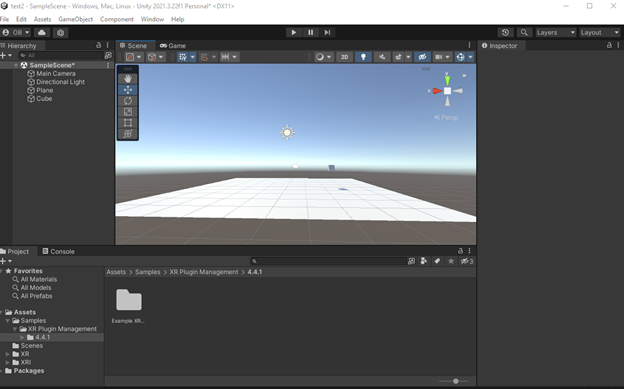 test2 - SampleScene - Windows, Mac, Linux - Unity 2021.3.22f1 Personal* <DX11>
File Edit Assets GameObject Component Window Help
OB
Layers Layout
Hierarchy
Scene Game
Inspector
All
2D
SampleScene*
Main Camera
Directional Light
Plane
Cube
y
x
Persp
Project Console
3
Favorites
All Materials
All Models
All Prefabs
Assets
Samples
XR Plugin Management
4.4.1
Scenes
XR
XRI
Packages
Assets > Samples > XR Plugin Management > 4.4.1
Example XR...